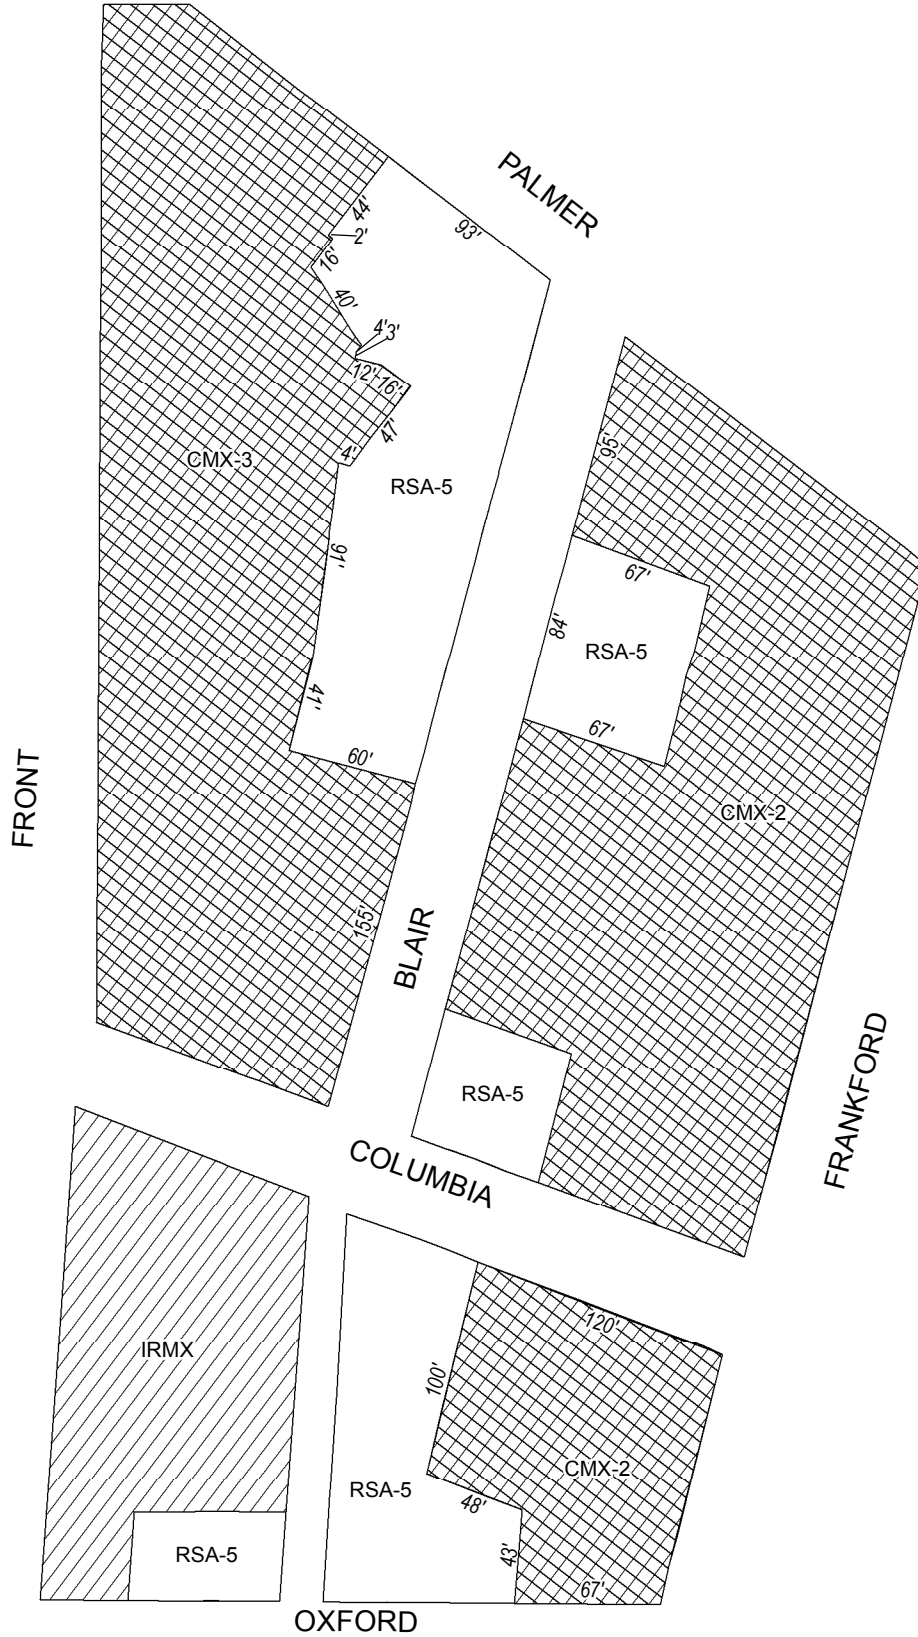 PALMER
44'
2'
93'
16'
40'
4'3'
12'
16'
47'
4'
CMX-3
RSA-5
95'
91'
67'
84'
RSA-5
41'
67'
60'
FRONT
CMX-2
155'
BLAIR
RSA-5
FRANKFORD
COLUMBIA
120'
IRMX
100'
CMX-2
RSA-5
48'
43'
RSA-5
67'
OXFORD